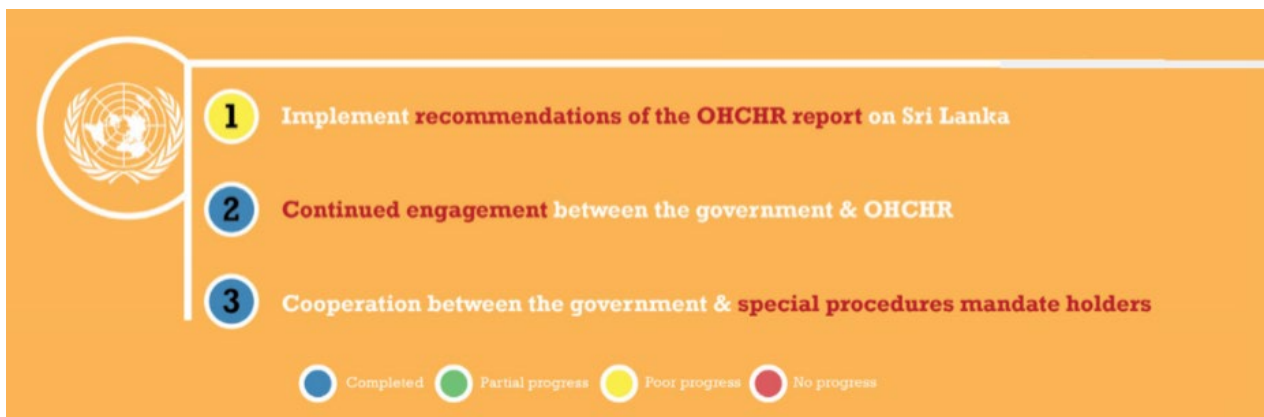 1 Implement recommendations of the OHCHR report on Sri Lanka
2 Continued engagement between the government & OHCHR
3 Cooperation between the government & special procedures mandate holders
Completed Partial progress Poor progress No progress